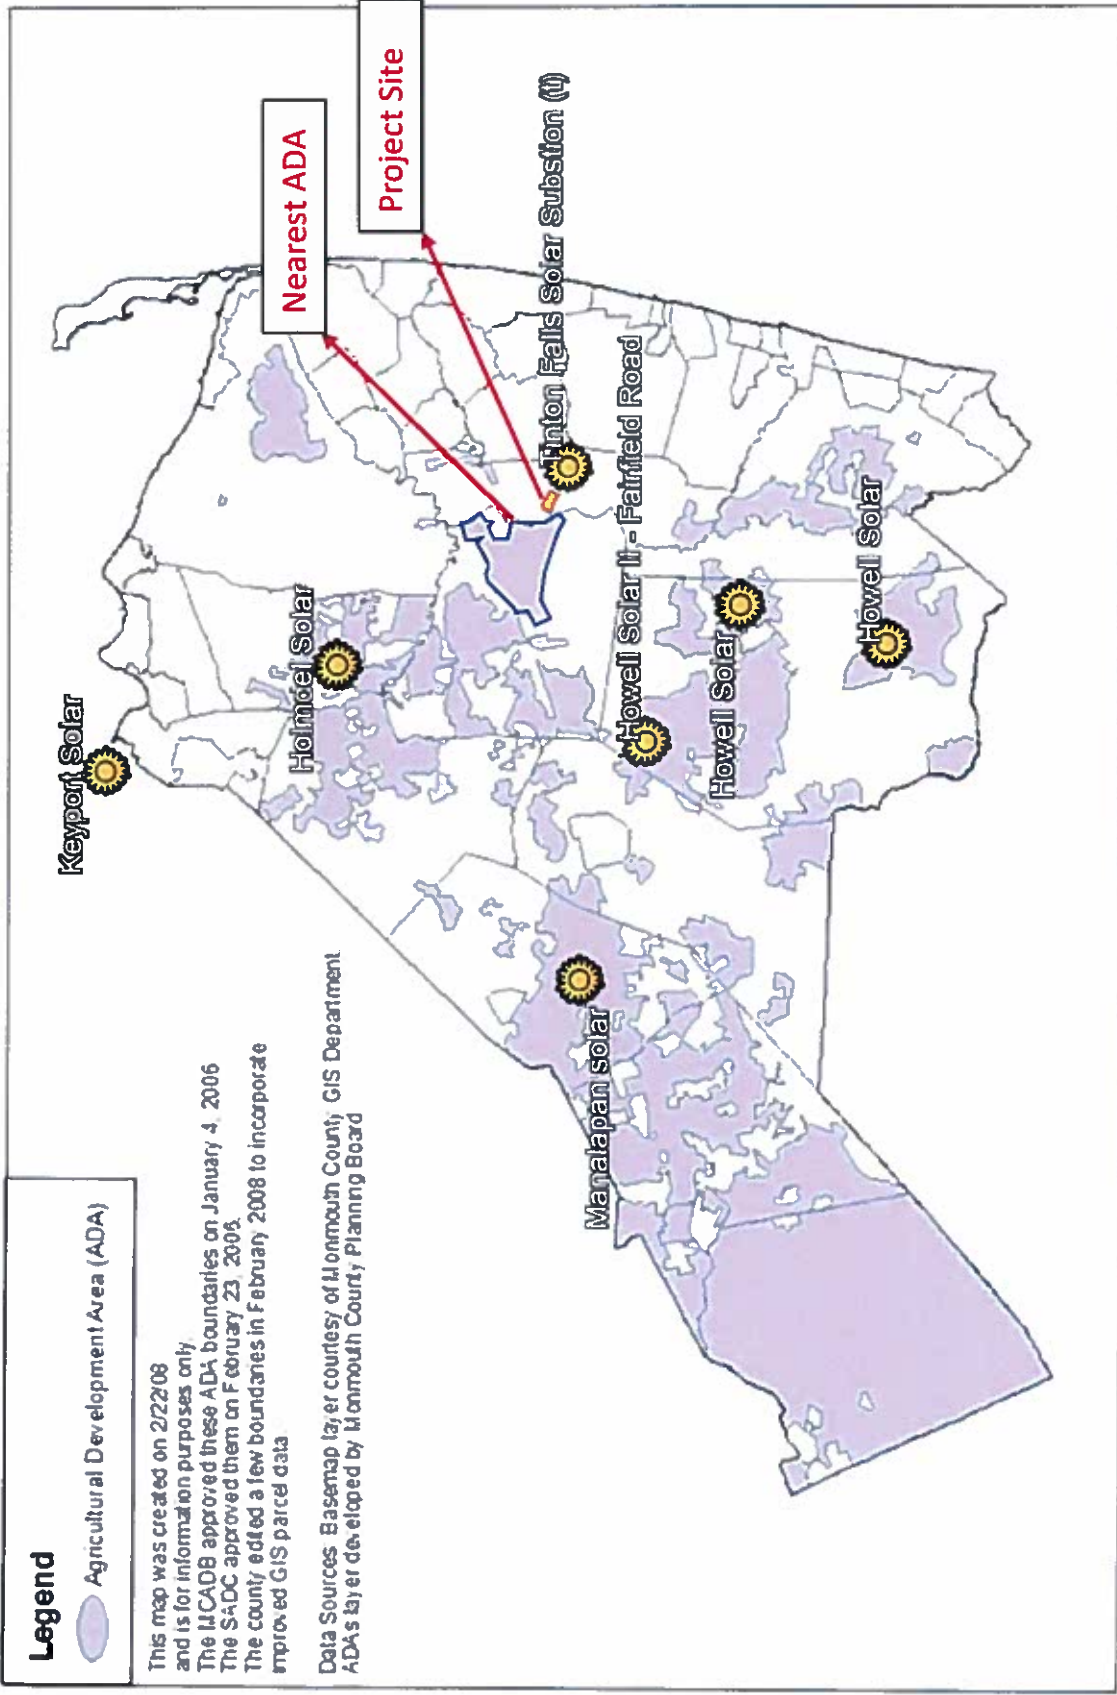 Legend
Agricultural Development Area (ADA)
This map was created on 2/22/08
and is for information purposes only.
The MCADB approved these ADA boundaries on January 4, 2006
The SADC approved them on February 23, 2006.
The county edited a few boundaries in February 2008 to incorporate
improved GIS parcel data
Data Sources Basemap layer courtesy of Monmouth County GIS Department
ADAs layer developed by Monmouth County Planning Board
Keyport Solar
Holmdel Solar
Nearest ADA
Project Site
Tinton Falls Solar Substion (1)
Manalapan solar
Howell Solar II - Fairfield Road
Howell Solar
Howell Solar